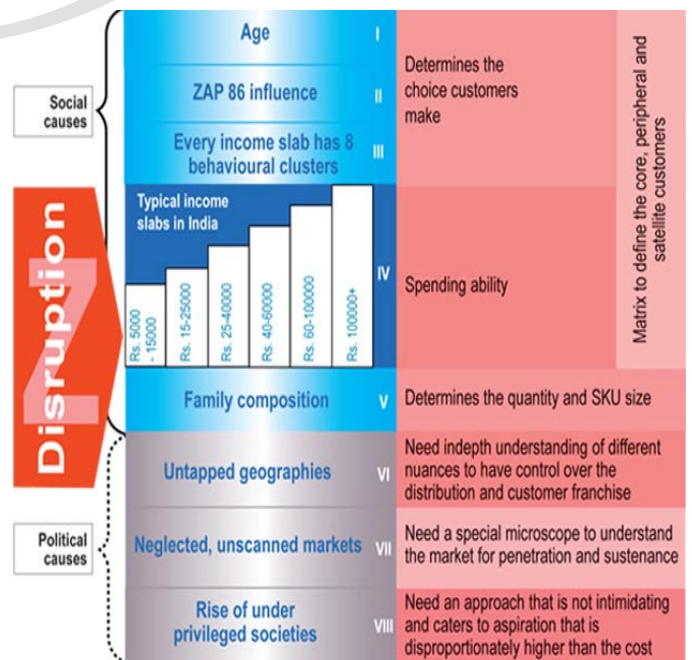 Age
I
ZAP 86 influence
II
Every income slab has 8
behavioural clusters
III
Determines the
choice customers
make
Social
causes
Typical income
slabs in India
Rs. 5000
- 15000
Rs. 15-25000
Rs. 25-40000
Rs. 40-60000
Rs. 60-100000
Rs. 100000+
IV
Spending ability
Matrix to define the core, peripheral and
satellite customers
Z
Disruption
Family composition
V
Determines the quantity and SKU size
Untapped geographies
VI
Need indepth understanding of different
nuances to have control over the
distribution and customer franchise
Political
causes
Neglected, unscanned markets
VII
Need a special microscope to understand
the market for penetration and sustenance
Rise of under
privileged societies
VIII
Need an approach that is not intimidating
and caters to aspiration that is
disproportionately higher than the cost